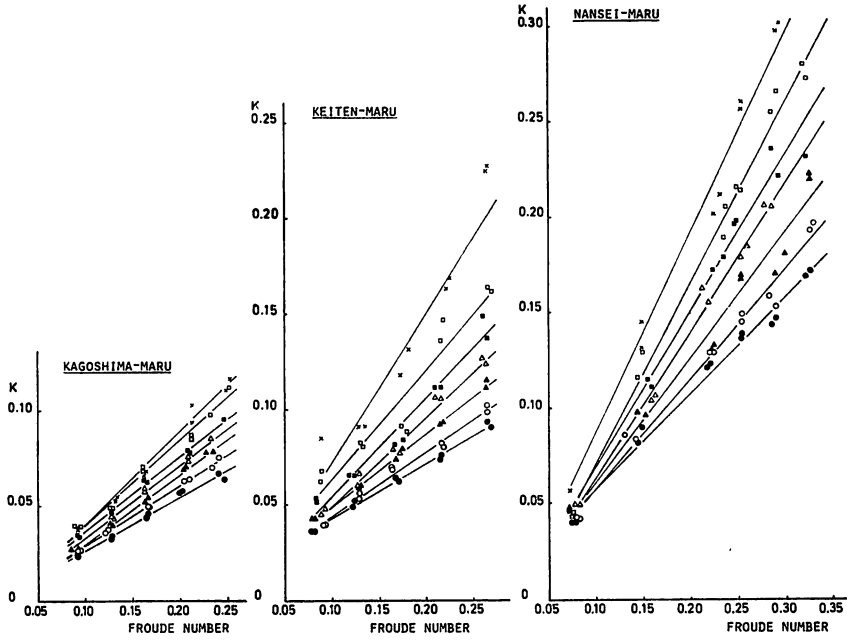 KAGOSHIMA-MARU
K
0.10
0.05
0
0.05 0.10 0.15 0.20 0.25
FROUDE NUMBER
KEITEN-MARU
K
0.25
0.20
0.15
0.10
0.05
0
0.05 0.10 0.15 0.20 0.25
FROUDE NUMBER
NANSEI-MARU
K
0.30
0.25
0.20
0.15
0.10
0.05
0
0.05 0.10 0.15 0.20 0.25 0.30 0.35
FROUDE NUMBER